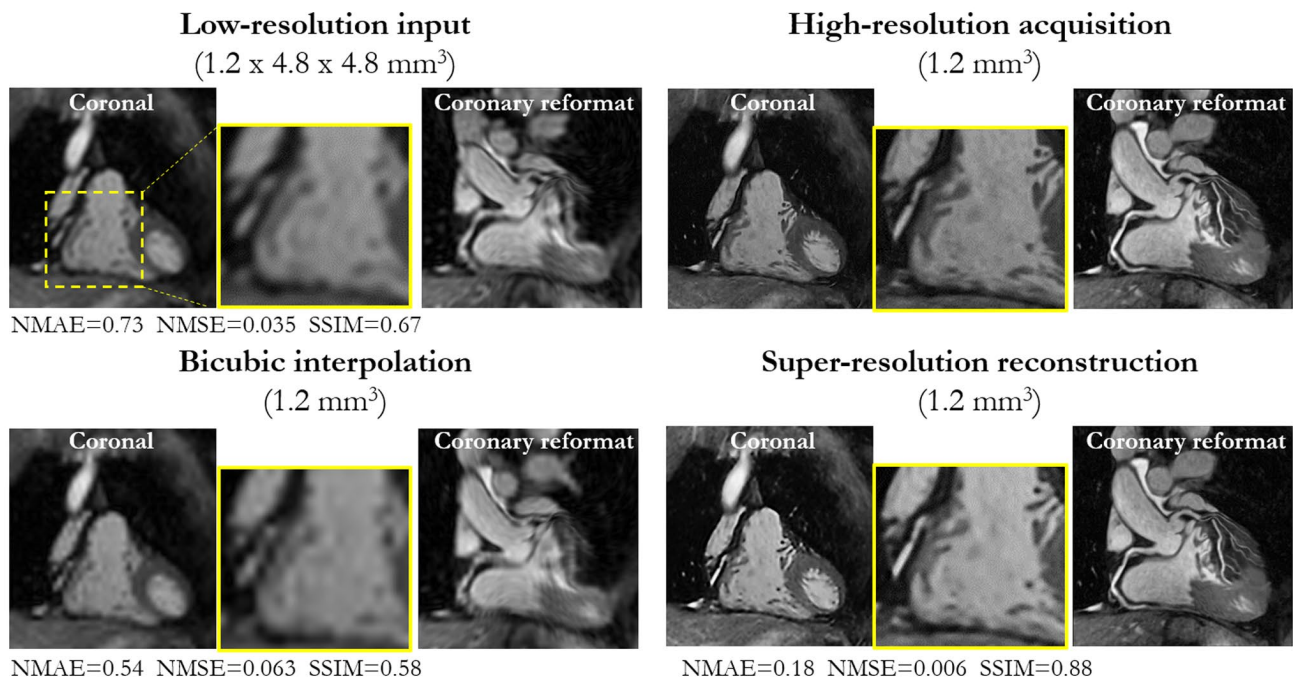 Low-resolution input
(1.2 x 4.8 x 4.8 mm³)
Coronal
Coronary reformat
NMAE=0.73 NMSE=0.035 SSIM=0.67
High-resolution acquisition
(1.2 mm³)
Coronal
Coronary reformat
Bicubic interpolation
(1.2 mm³)
Coronal
Coronary reformat
NMAE=0.54 NMSE=0.063 SSIM=0.58
Super-resolution reconstruction
(1.2 mm³)
Coronal
Coronary reformat
NMAE=0.18 NMSE=0.006 SSIM=0.88